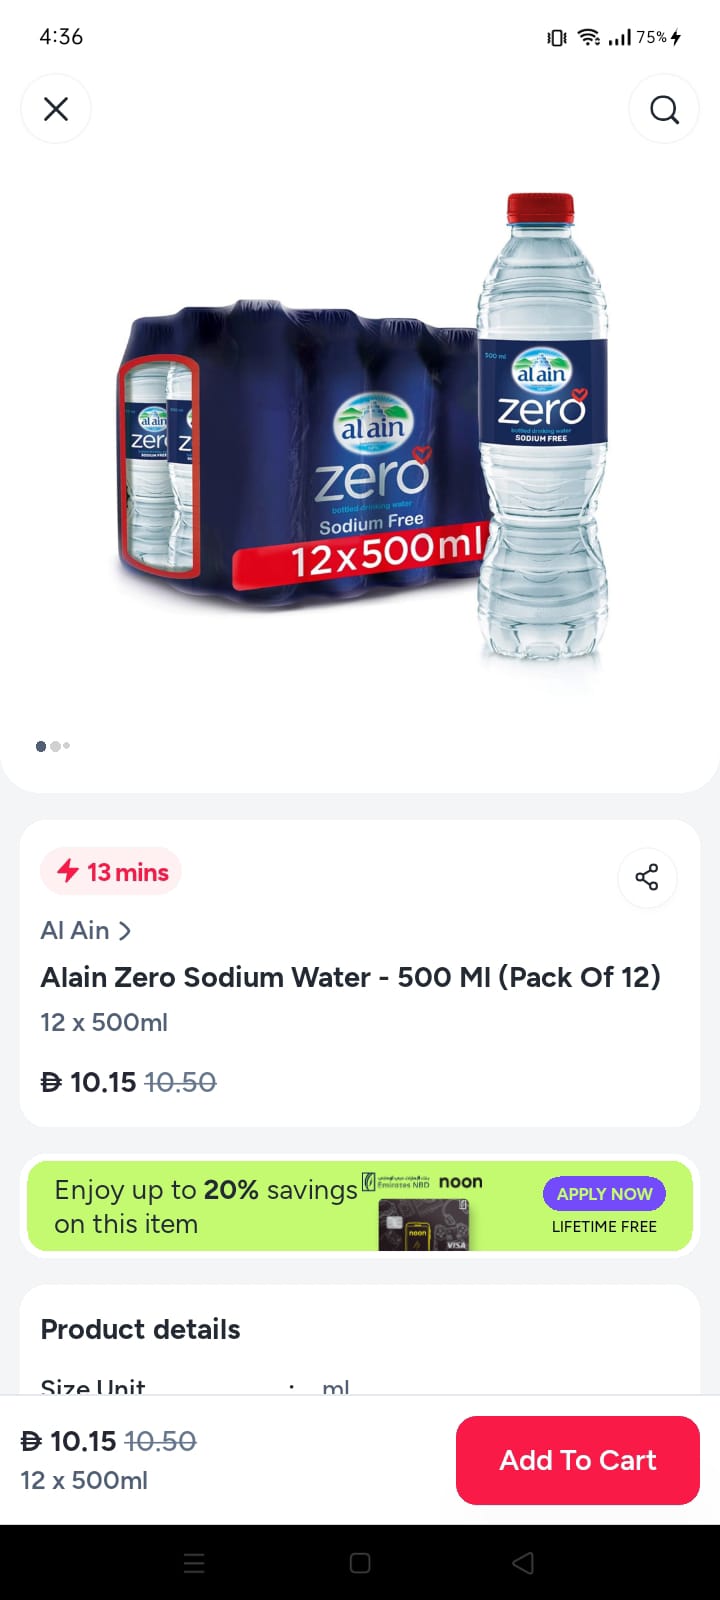 4:36
75%
al ain
zero
bottled drinking water
Sodium Free
12x500ml
al ain
zer
500 ml
al ain
zero
bottled drinking water
SODIUM FREE
13 mins
Al Ain
Alain Zero Sodium Water - 500 Ml (Pack Of 12)
12 x 500ml
10.15 10.50
Enjoy up to 20% savings
on this item
Emirates NBD
noon
noon
VISA
APPLY NOW
LIFETIME FREE
Product details
Size Unit : ml
10.15 10.50
12 x 500ml
Add To Cart